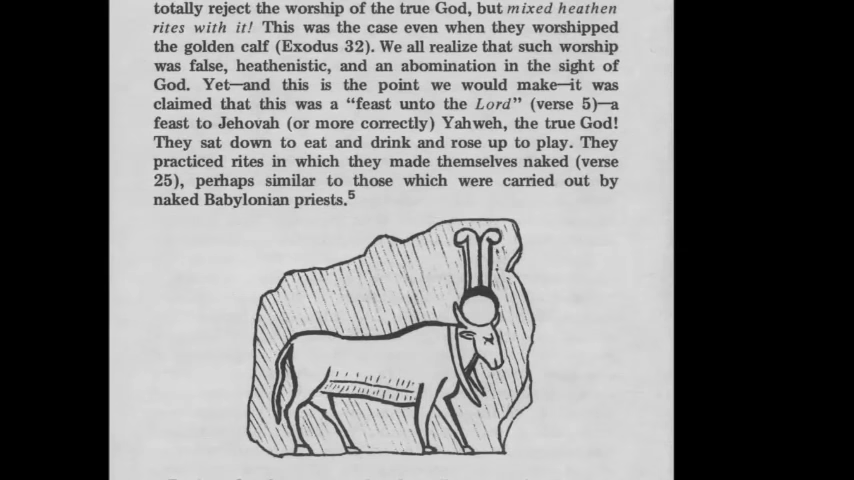 totally reject the worship of the true God, but mixed heathen
rites with it! This was the case even when they worshipped
the golden calf (Exodus 32). We all realize that such worship
was false, heathenistic, and an abomination in the sight of
God. Yet—and this is the point we would make—it was
claimed that this was a “feast unto the Lord” (verse 5)—a
feast to Jehovah (or more correctly) Yahweh, the true God!
They sat down to eat and drink and rose up to play. They
practiced rites in which they made themselves naked (verse
25), perhaps similar to those which were carried out by
naked Babylonian priests.5